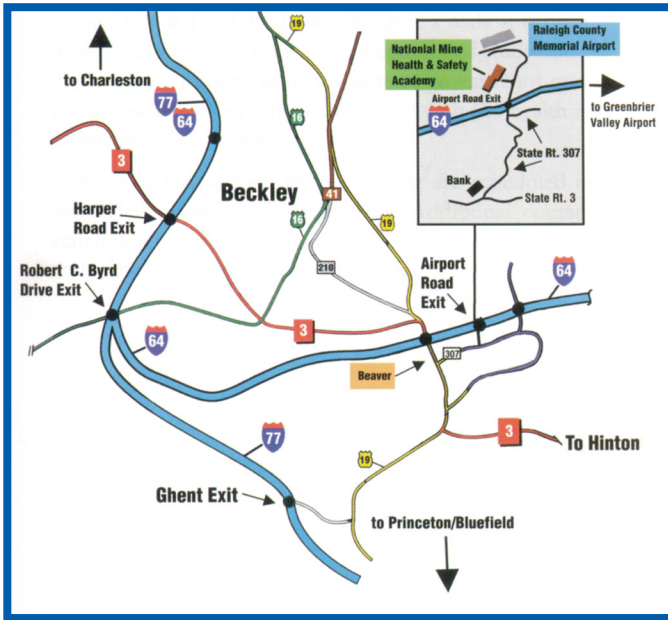 to Charleston
77
64
3
Harper
Road Exit
Robert C. Byrd
Drive Exit
64
77
Ghent Exit
Beckley
19
16
16
41
210
19
3
Beaver
307
Airport
Road
Exit
64
3
To Hinton
19
to Princeton/Bluefield
Nationlal Mine
Health & Safety
Academy
Raleigh County
Memorial Airport
Airport Road Exit
to Greenbrier
Valley Airport
64
State Rt. 307
Bank
State Rt. 3